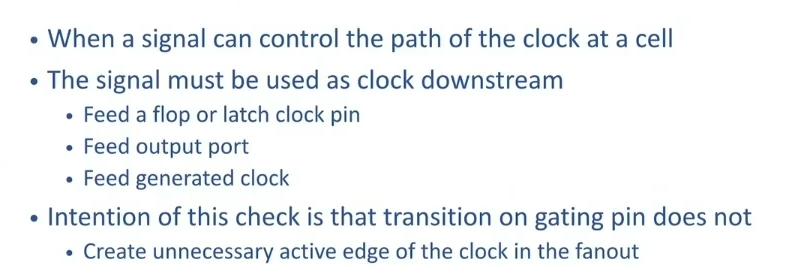 • When a signal can control the path of the clock at a cell
• The signal must be used as clock downstream
• Feed a flop or latch clock pin
• Feed output port
• Feed generated clock
• Intention of this check is that transition on gating pin does not
• Create unnecessary active edge of the clock in the fanout